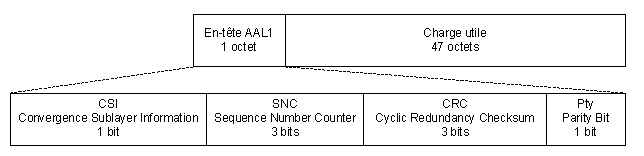 En-tête AAL1
1 octet
Charge utile
47 octets
CSI
Convergence Sublayer Information
1 bit
SNC
Sequence Number Counter
3 bits
CRC
Cyclic Redundancy Checksum
3 bits
Pty
Parity Bit
1 bit